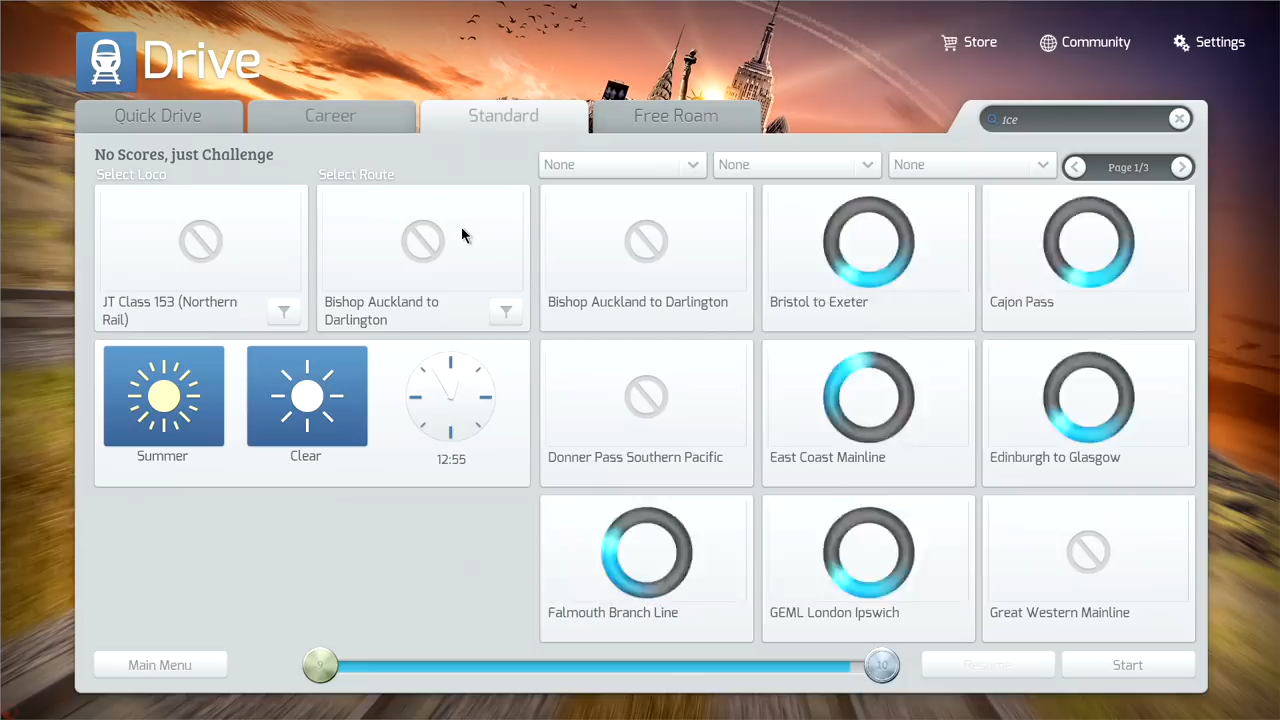 Drive
Store
Community
Settings
Quick Drive
Career
Standard
Free Roam
Ice
No Scores, just Challenge
Select Loco
Select Route
None
None
None
Page 1/3
JT Class 153 (Northern
Rail)
Bishop Auckland to
Darlington
Bishop Auckland to Darlington
Bristol to Exeter
Cajon Pass
Summer
Clear
12:55
Donner Pass Southern Pacific
East Coast Mainline
Edinburgh to Glasgow
Falmouth Branch Line
GEML London Ipswich
Great Western Mainline
Main Menu
9
10
Resume
Start